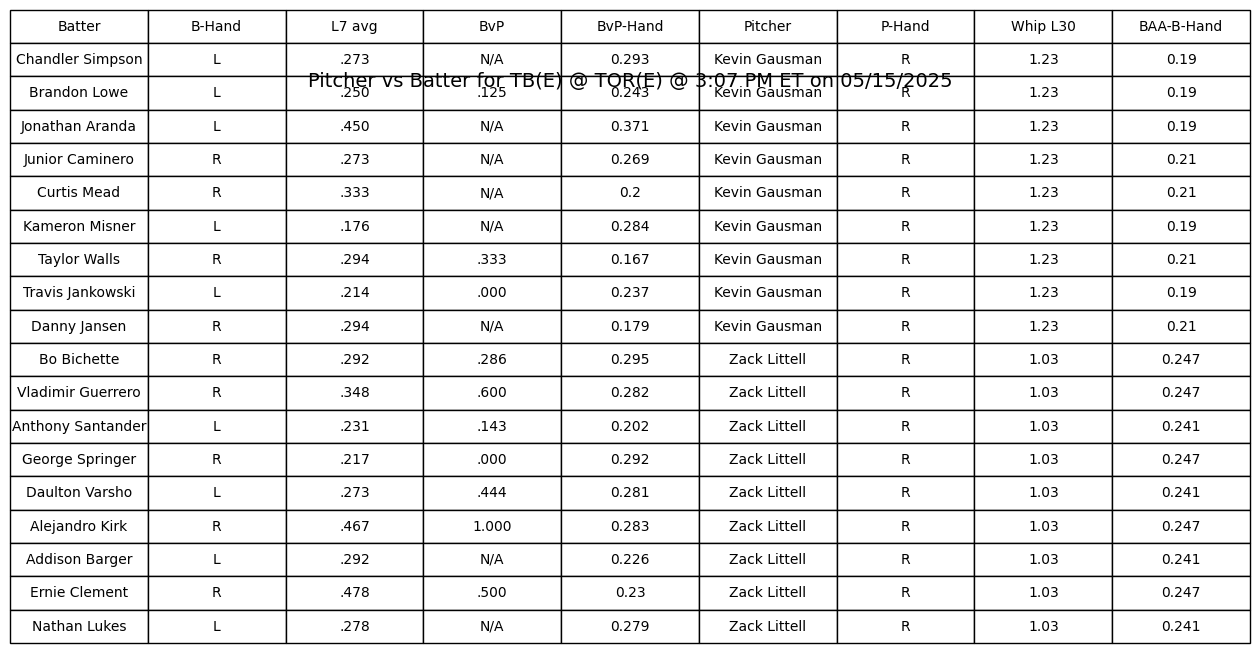 Batter B-Hand L7 avg BvP BvP-Hand Pitcher P-Hand Whip L30 BAA-B-Hand
Chandler Simpson L .273 N/A 0.293 Kevin Gausman R 1.23 0.19
Pitcher vs Batter for TB(E) @ TOR(E) @ 3:07 PM ET on 05/15/2025
Brandon Lowe L .250 .125 0.243 Kevin Gausman R 1.23 0.19
Jonathan Aranda L .450 N/A 0.371 Kevin Gausman R 1.23 0.19
Junior Caminero R .273 N/A 0.269 Kevin Gausman R 1.23 0.21
Curtis Mead R .333 N/A 0.2 Kevin Gausman R 1.23 0.21
Kameron Misner L .176 N/A 0.284 Kevin Gausman R 1.23 0.19
Taylor Walls R .294 .333 0.167 Kevin Gausman R 1.23 0.21
Travis Jankowski L .214 .000 0.237 Kevin Gausman R 1.23 0.19
Danny Jansen R .294 N/A 0.179 Kevin Gausman R 1.23 0.21
Bo Bichette R .292 .286 0.295 Zack Littell R 1.03 0.247
Vladimir Guerrero R .348 .600 0.282 Zack Littell R 1.03 0.247
Anthony Santander L .231 .143 0.202 Zack Littell R 1.03 0.241
George Springer R .217 .000 0.292 Zack Littell R 1.03 0.247
Daulton Varsho L .273 .444 0.281 Zack Littell R 1.03 0.241
Alejandro Kirk R .467 1.000 0.283 Zack Littell R 1.03 0.247
Addison Barger L .292 N/A 0.226 Zack Littell R 1.03 0.241
Ernie Clement R .478 .500 0.23 Zack Littell R 1.03 0.247
Nathan Lukes L .278 N/A 0.279 Zack Littell R 1.03 0.241